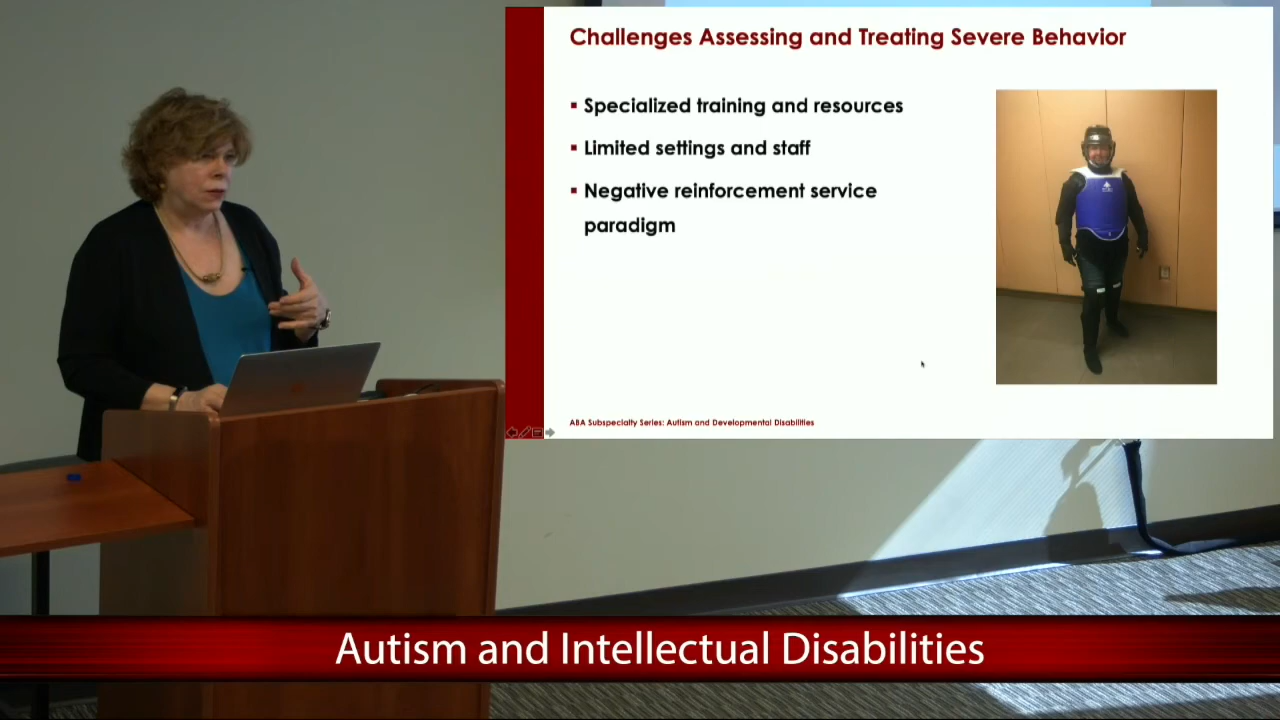 Challenges Assessing and Treating Severe Behavior
Specialized training and resources
Limited settings and staff
Negative reinforcement service
paradigm
ABA Subspecialty Series: Autism and Developmental Disabilities
Autism and Intellectual Disabilities